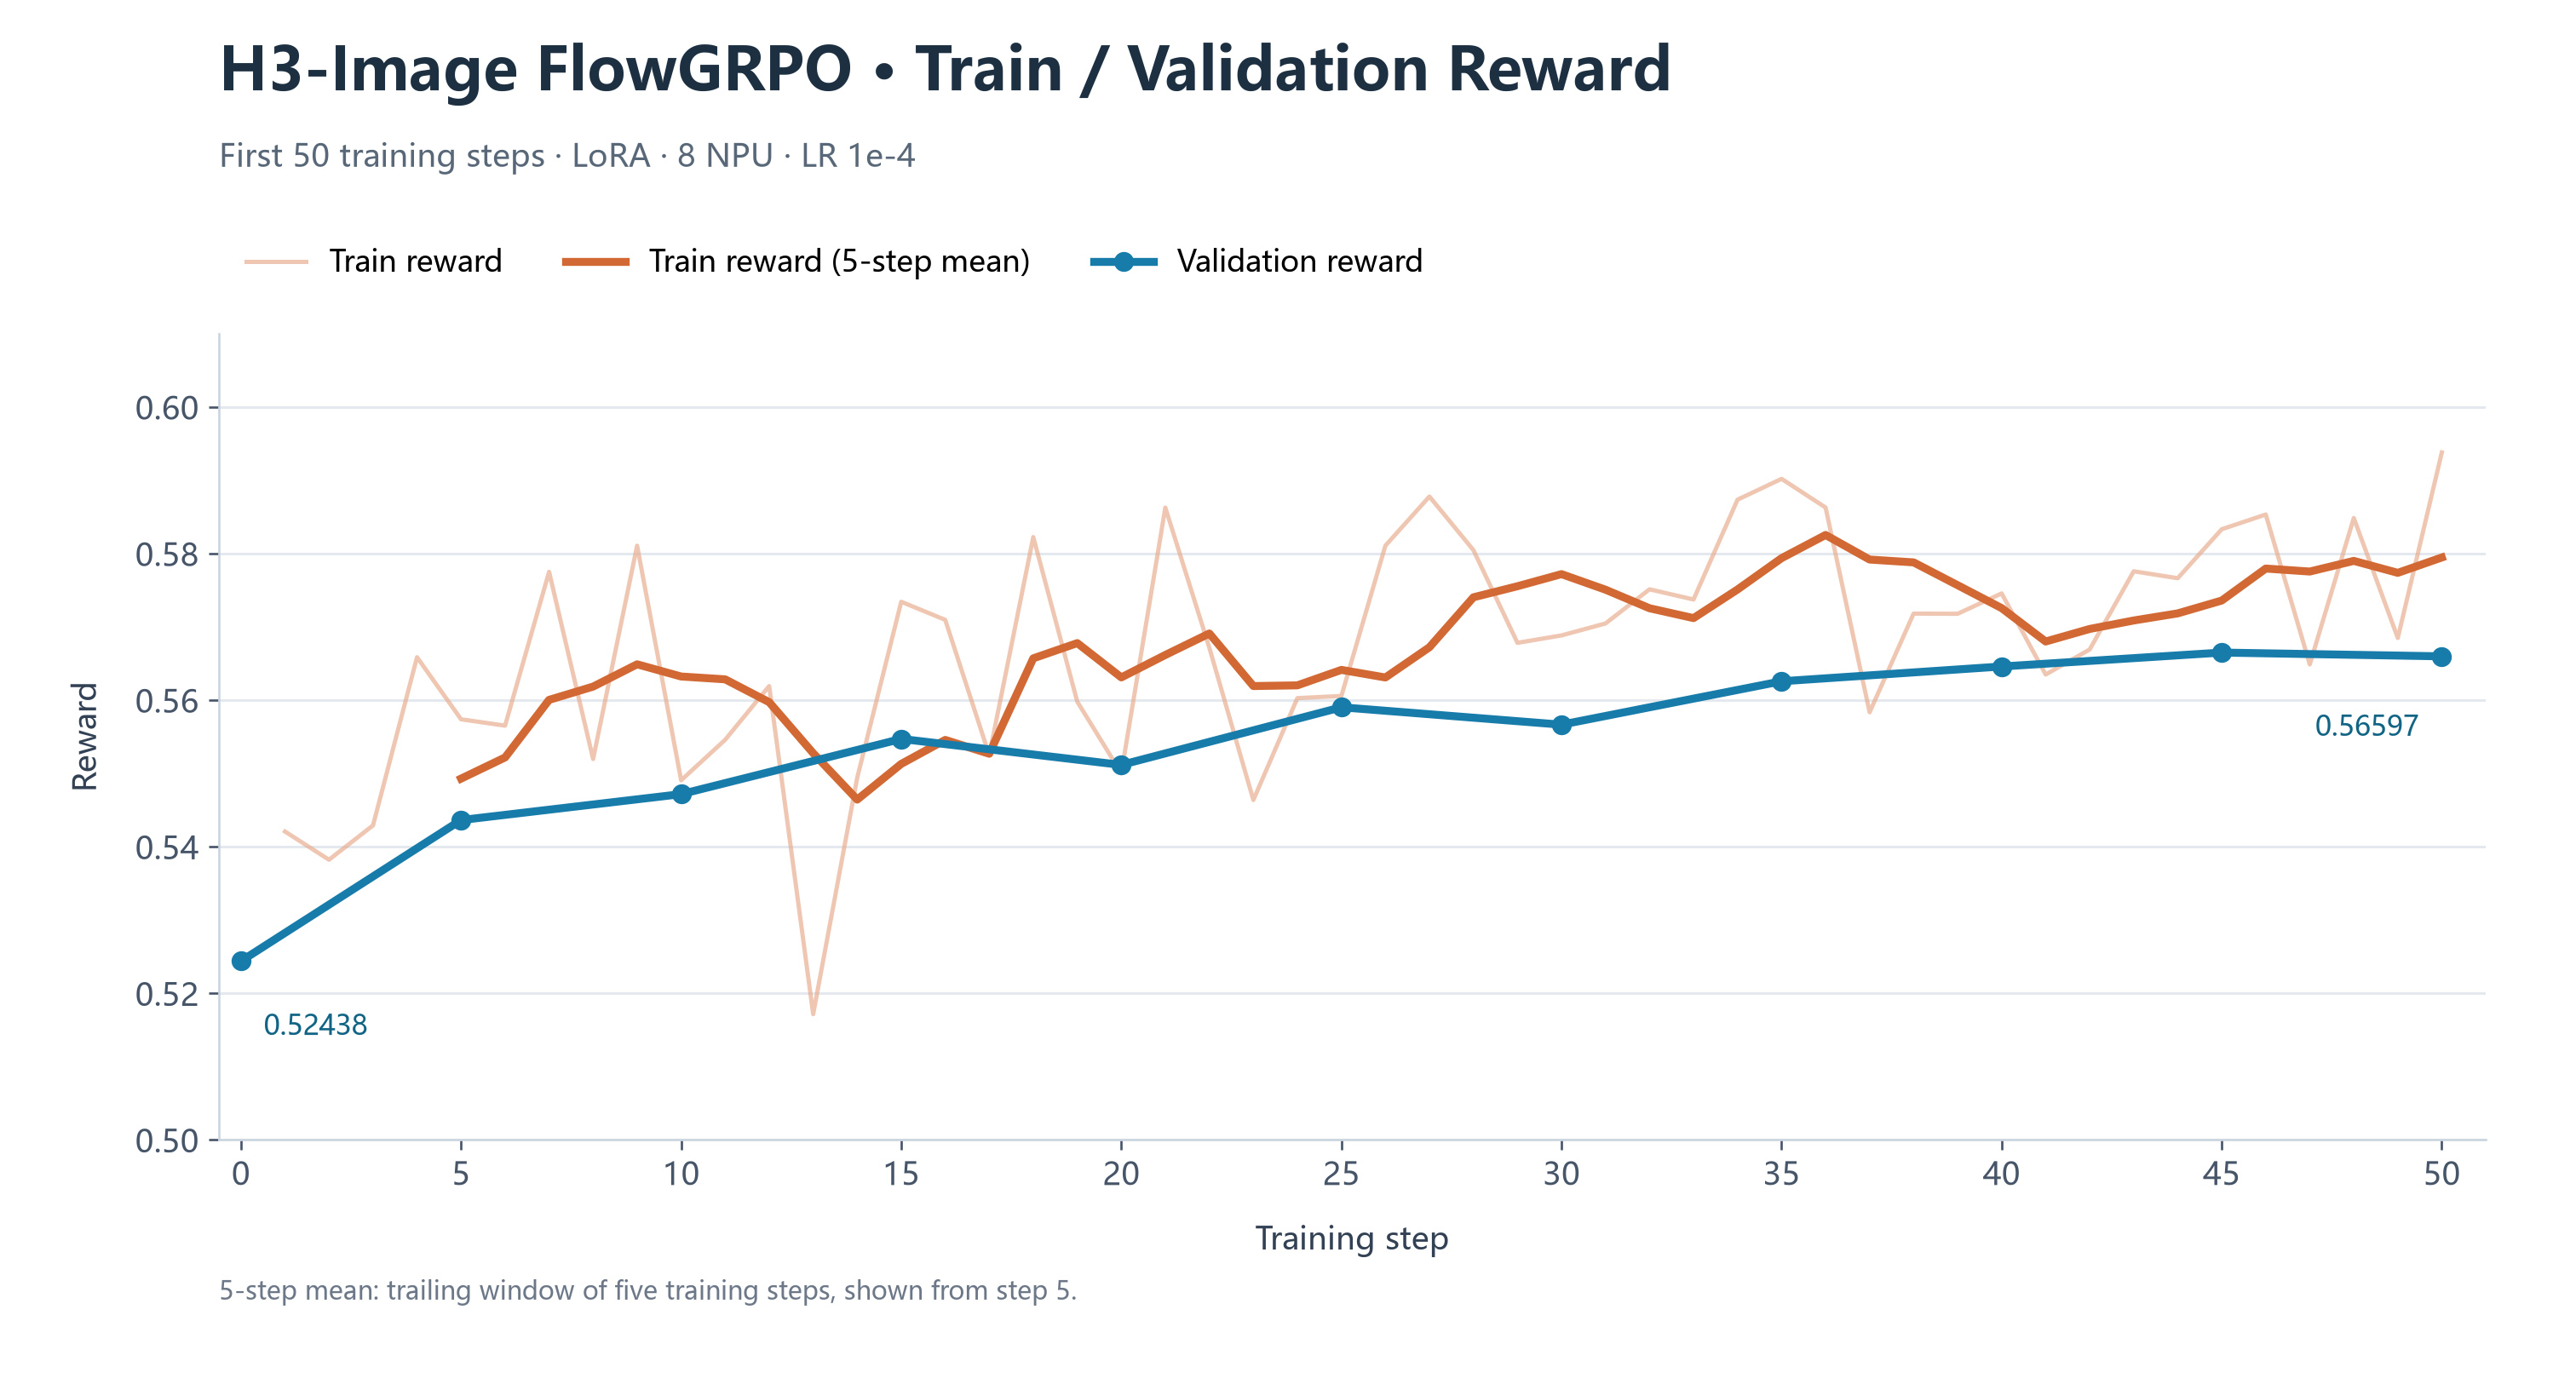 H3-Image FlowGRPO • Train / Validation Reward
First 50 training steps · LoRA · 8 NPU · LR 1e-4
Train reward
Train reward (5-step mean)
Validation reward
Reward
0.60
0.58
0.56
0.54
0.52
0.50
0.52438
0.56597
0 5 10 15 20 25 30 35 40 45 50
Training step
5-step mean: trailing window of five training steps, shown from step 5.